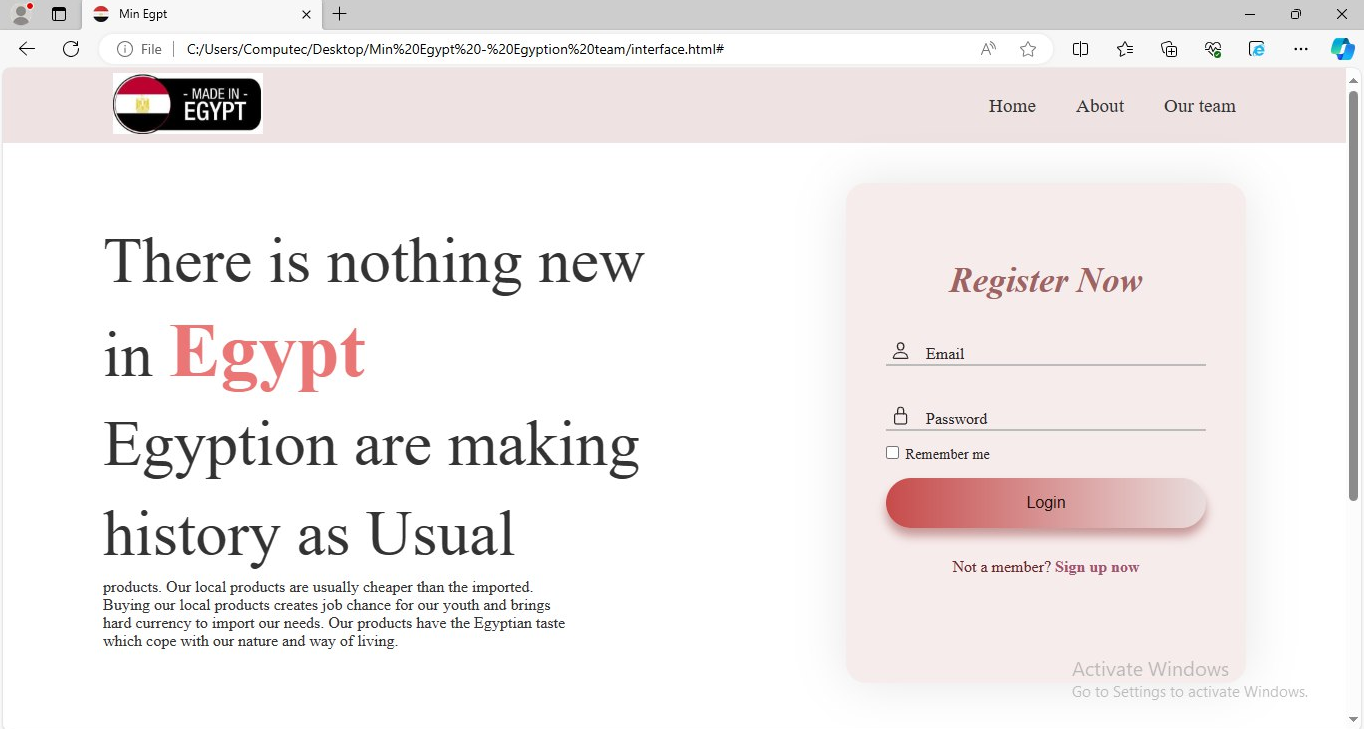 Min Egpt
File
C:/Users/Computec/Desktop/Min%20Egypt%20-%20Egyption%20team/interface.html#
- MADE IN -
EGYPT
Home About Our team
There is nothing new
in Egypt
Egyption are making
history as Usual
products. Our local products are usually cheaper than the imported.
Buying our local products creates job chance for our youth and brings
hard currency to import our needs. Our products have the Egyptian taste
which cope with our nature and way of living.
Register Now
Email
Password
Remember me
Login
Not a member? Sign up now
Activate Windows
Go to Settings to activate Windows.